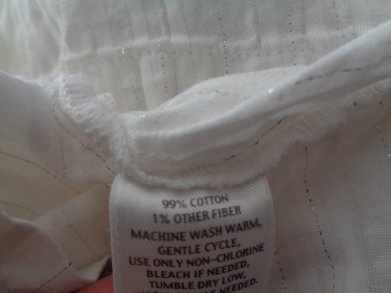 99% COTTON
1% OTHER FIBER
MACHINE WASH WARM,
GENTLE CYCLE,
USE ONLY NON-CHLORINE
BLEACH IF NEEDED.
TUMBLE DRY LOW,
NEEDED.